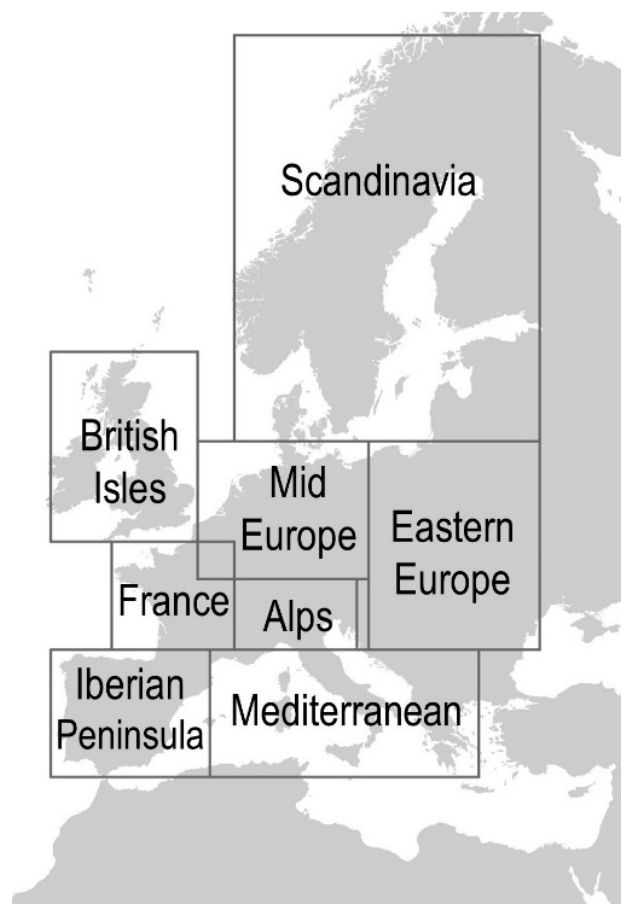 Scandinavia
British
Isles
Mid
Europe
Eastern
Europe
France
Alps
Iberian
Peninsula
Mediterranean